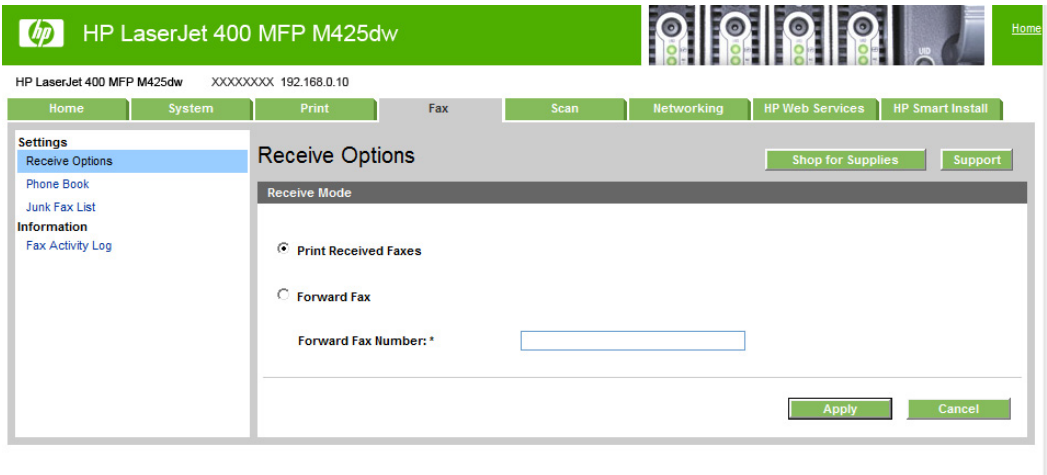 hp HP LaserJet 400 MFP M425dw
UID
Home
HP LaserJet 400 MFP M425dw XXXXXXXX 192.168.0.10
Home System Print Fax Scan Networking HP Web Services HP Smart Install
Settings
Receive Options
Phone Book
Junk Fax List
Information
Fax Activity Log
Receive Options
Shop for Supplies Support
Receive Mode
Print Received Faxes
Forward Fax
Forward Fax Number: *
Apply Cancel